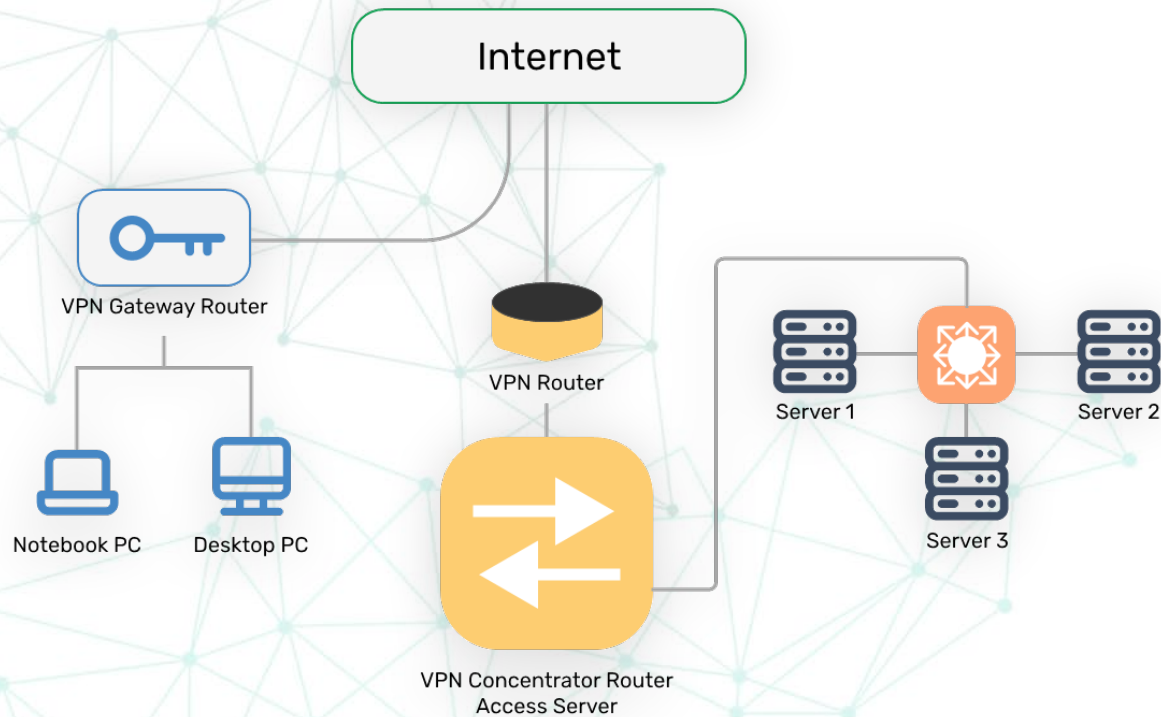 Internet
VPN Gateway Router
VPN Router
Server 1
Server 2
Notebook PC
Desktop PC
Server 3
VPN Concentrator Router
Access Server